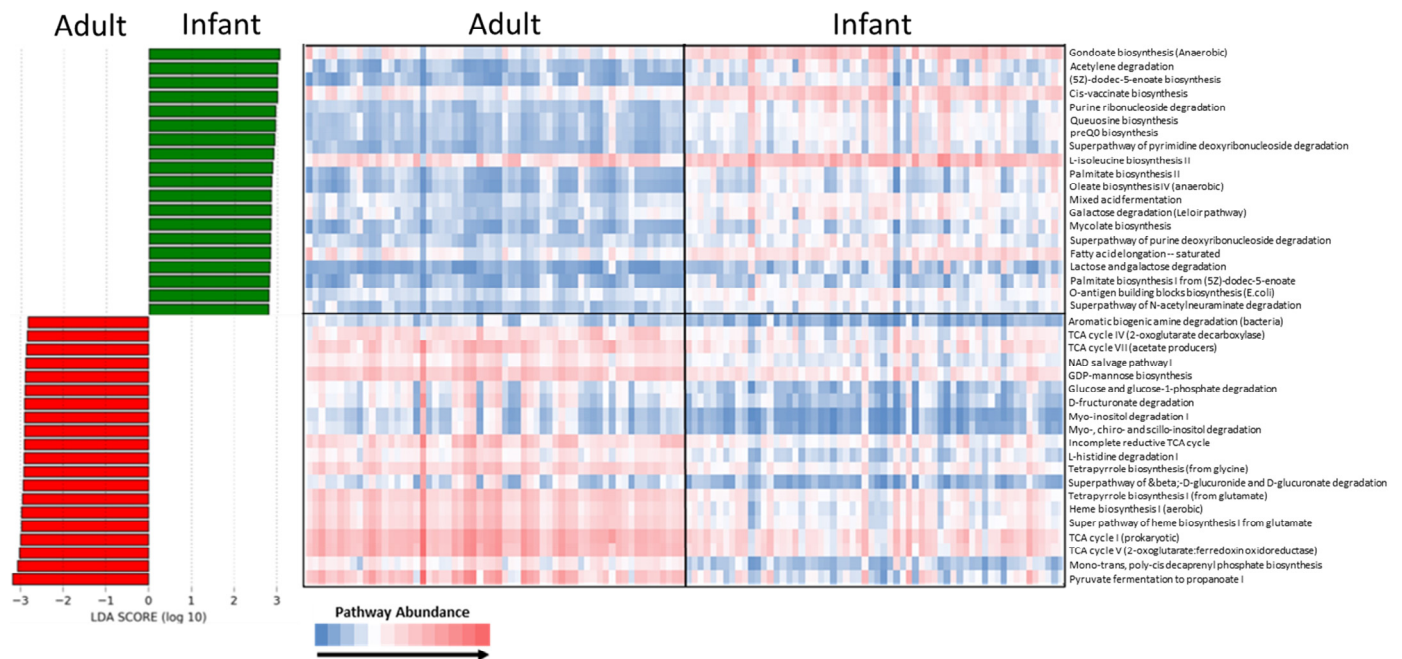 Adult Infant Adult Infant
Gondoate biosynthesis (Anaerobic)
Acetylene degradation
(5Z)-dodec-5-enoate biosynthesis
Cis-vaccinate biosynthesis
Purine ribonucleoside degradation
Queuosine biosynthesis
preQ0 biosynthesis
Superpathway of pyrimidine deoxyribonucleoside degradation
L-isoleucine biosynthesis II
Palmitate biosynthesis II
Oleate biosynthesis IV (anaerobic)
Mixed acid fermentation
Galactose degradation (Leloir pathway)
Mycolate biosynthesis
Superpathway of purine deoxyribonucleoside degradation
Fatty acid elongation -- saturated
Lactose and galactose degradation
Palmitate biosynthesis I from (5Z)-dodec-5-enoate
O-antigen building blocks biosynthesis (E.coli)
Superpathway of N-acetylneuraminate degradation
Aromatic biogenic amine degradation (bacteria)
TCA cycle IV (2-oxoglutarate decarboxylase)
TCA cycle VII (acetate producers)
NAD salvage pathway I
GDP-mannose biosynthesis
Glucose and glucose-1-phosphate degradation
D-fructuronate degradation
Myo-inositol degradation I
Myo-, chiro- and scillo-inositol degradation
Incomplete reductive TCA cycle
L-histidine degradation I
Tetrapyrrole biosynthesis (from glycine)
Superpathway of &beta;-D-glucuronide and D-glucuronate degradation
Tetrapyrrole biosynthesis I (from glutamate)
Heme biosynthesis I (aerobic)
Super pathway of heme biosynthesis I from glutamate
TCA cycle I (prokaryotic)
TCA cycle V (2-oxoglutarate:ferredoxin oxidoreductase)
Mono-trans, poly-cis decaprenyl phosphate biosynthesis
Pyruvate fermentation to propanoate I
−3 −2 −1 0 1 2 3
LDA SCORE (log 10)
Pathway Abundance